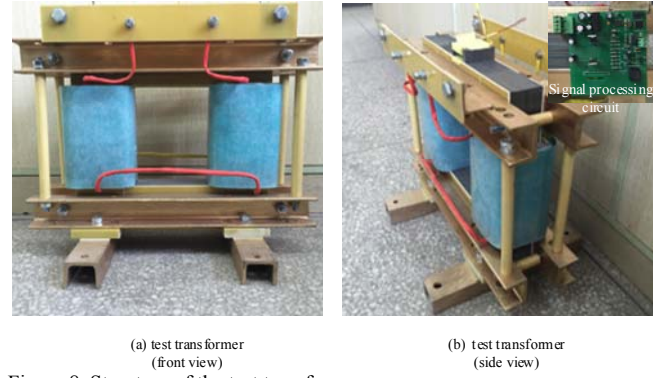 Signal processing
circuit
(a) test transformer
(front view)
(b) test transformer
(side view)